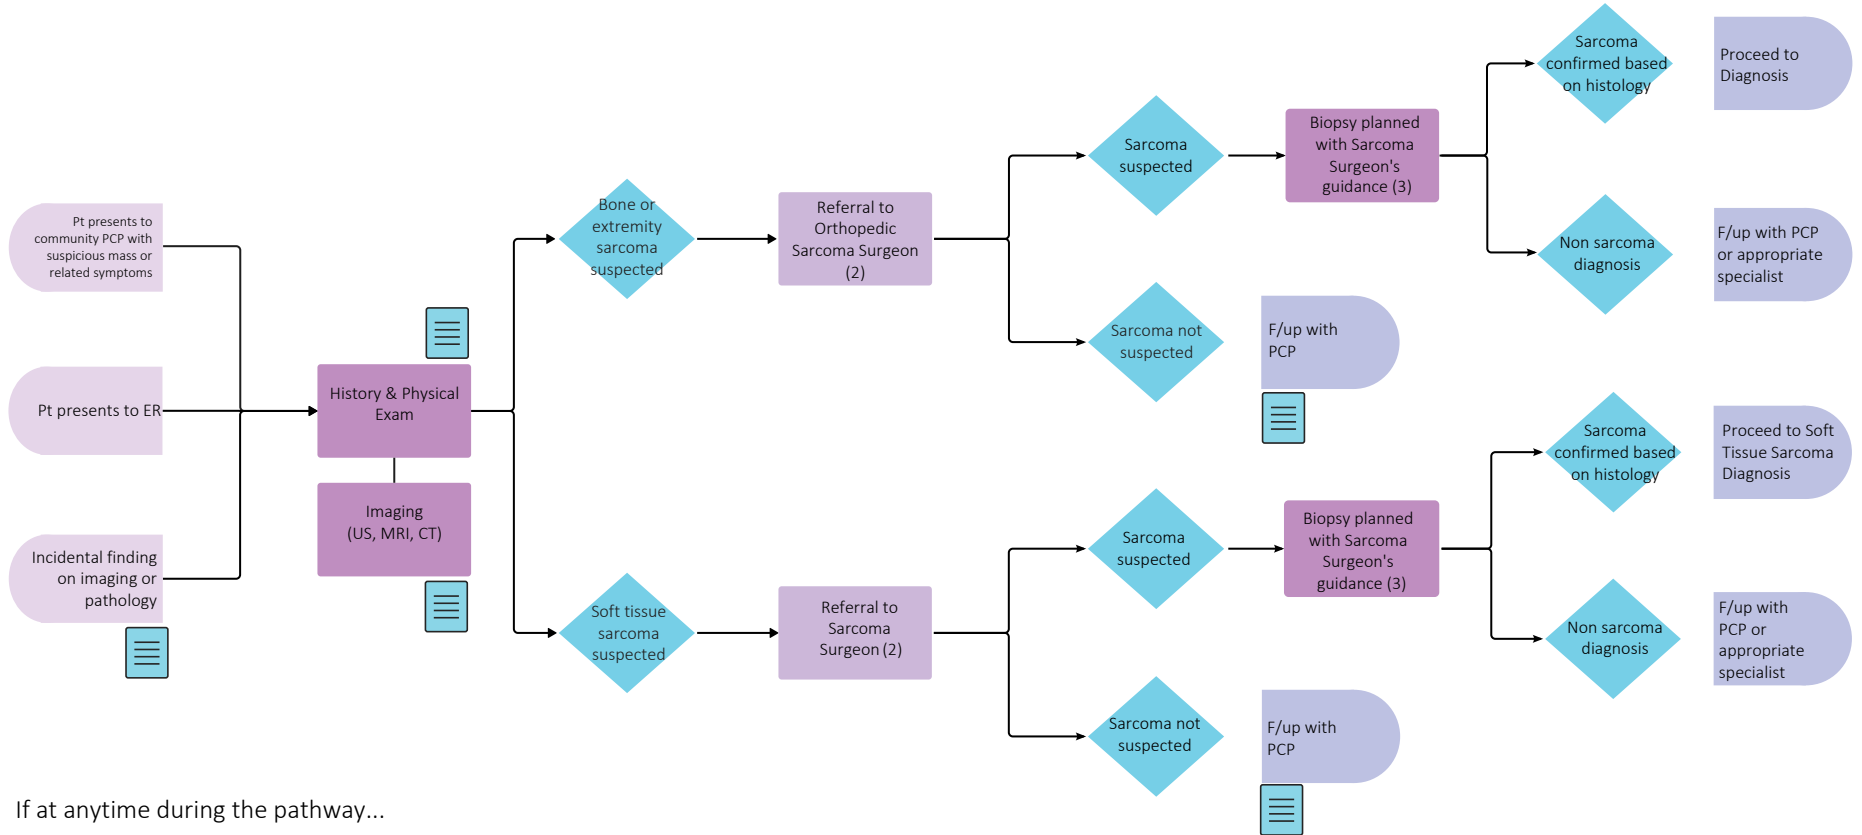 Pt presents to
community PCP with
suspicious mass or
related symptoms
Pt presents to ER
Incidental finding
on imaging or
pathology
History & Physical
Exam
Imaging
(US, MRI, CT)
Bone or
extremity
sarcoma
suspected
Referral to
Orthopedic
Sarcoma Surgeon
(2)
Sarcoma
suspected
Biopsy planned
with Sarcoma
Surgeon's
guidance (3)
Sarcoma
confirmed based
on histology
Proceed to
Diagnosis
Non sarcoma
diagnosis
F/up with PCP
or appropriate
specialist
Sarcoma not
suspected
F/up with
PCP
Soft tissue
sarcoma
suspected
Referral to
Sarcoma
Surgeon (2)
Sarcoma
suspected
Biopsy planned
with Sarcoma
Surgeon's
guidance (3)
Sarcoma
confirmed based
on histology
Proceed to Soft
Tissue Sarcoma
Diagnosis
Non sarcoma
diagnosis
F/up with
PCP or
appropriate
specialist
Sarcoma not
suspected
F/up with
PCP
If at anytime during the pathway...